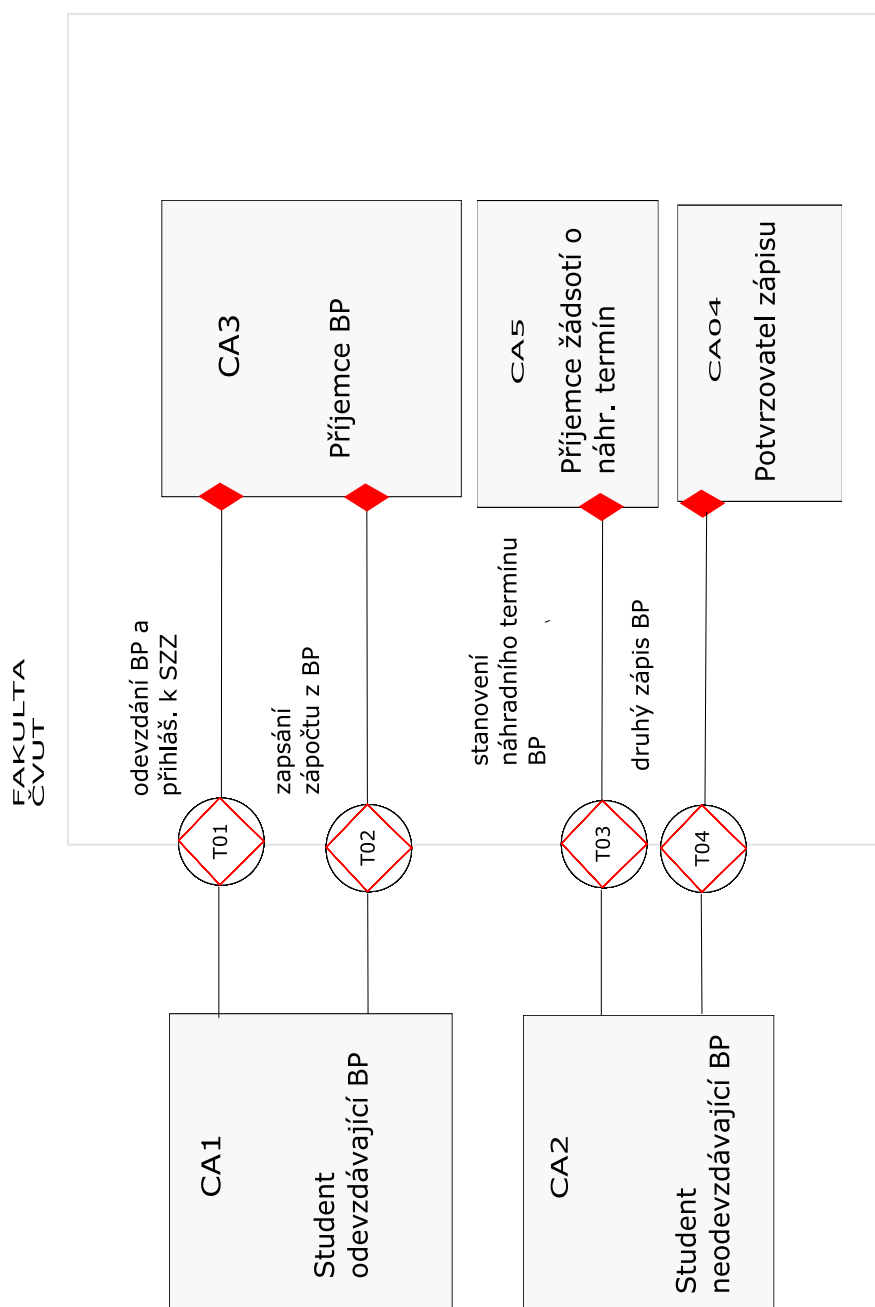 FAKULTA
ČVUT
CA1
Student
odevzdávající BP
T01
odevzdání BP a
přihláš. k SZZ
T02
zapsání
zápočtu z BP
CA3
Příjemce BP
CA2
Student
neodevzdávající BP
T03
stanovení
náhradního termínu
BP
T04
druhý zápis BP
CA5
Příjemce žádsotí o
náhr. termín
CA04
Potvrzovatel zápisu